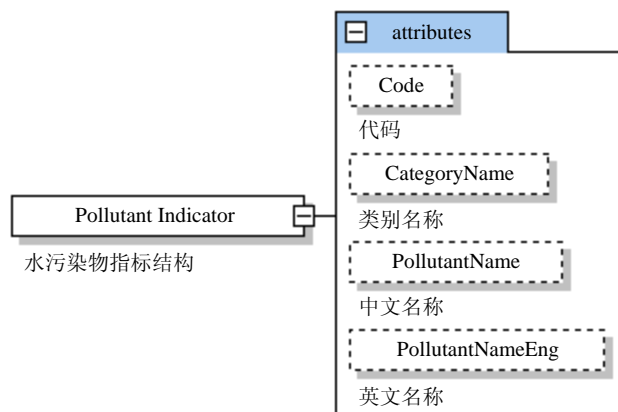 attributes
Code
代码
CategoryName
类别名称
Pollutant Indicator
水污染物指标结构
PollutantName
中文名称
PollutantNameEng
英文名称